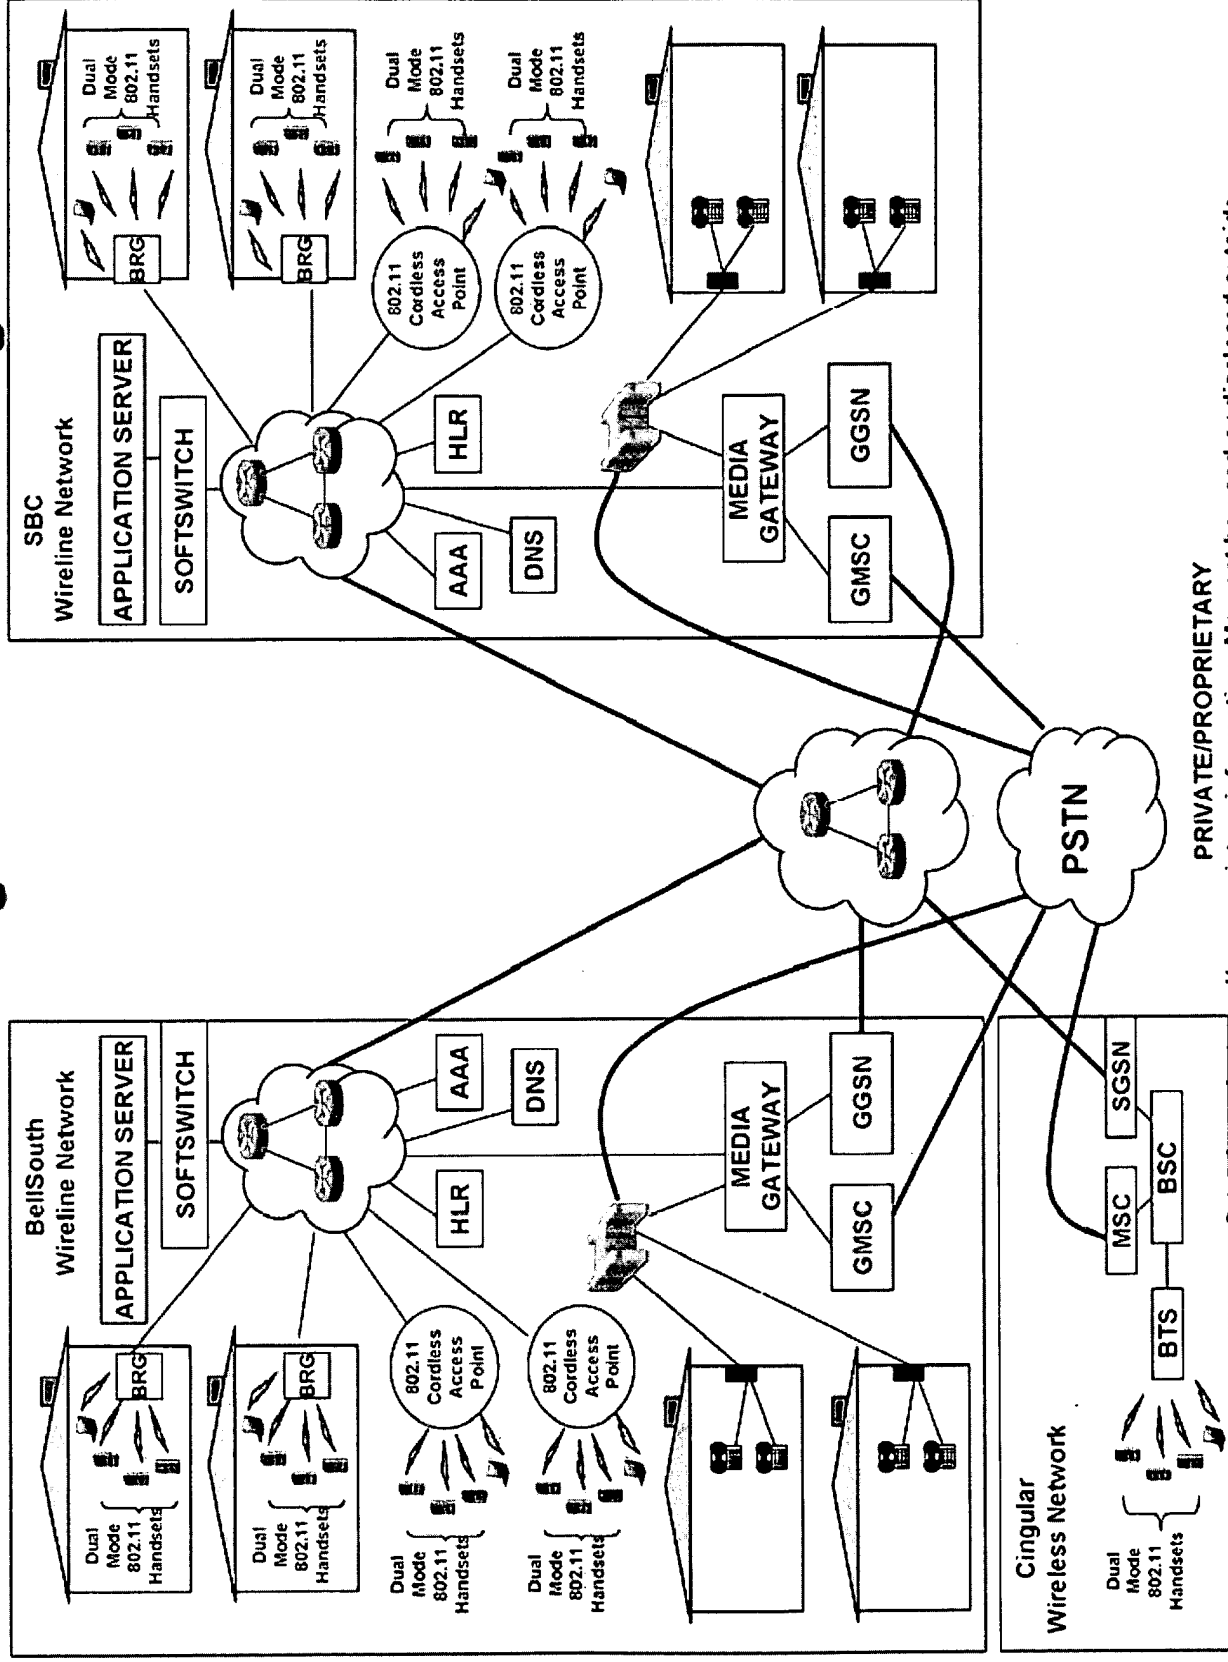 BellSouth
Wireline Network
APPLICATION SERVER
SOFTSWITCH
Dual
Mode
802.11
Handsets
BRG
Dual
Mode
802.11
Handsets
BRG
Dual
Mode
802.11
Handsets
802.11
Cordless
Access
Point
Dual
Mode
802.11
Handsets
802.11
Cordless
Access
Point
HLR
AAA
DNS
MEDIA
GATEWAY
GMSC
GGSN
SBC
Wireline Network
APPLICATION SERVER
SOFTSWITCH
AAA
DNS
HLR
BRG
Dual
Mode
802.11
Handsets
BRG
Dual
Mode
802.11
Handsets
802.11
Cordless
Access
Point
Dual
Mode
802.11
Handsets
802.11
Cordless
Access
Point
Dual
Mode
802.11
Handsets
MEDIA
GATEWAY
GMSC
GGSN
Cingular
Wireless Network
Dual
Mode
802.11
Handsets
BTS
MSC
BSC
SGSN
PSTN
PRIVATE/PROPRIETARY